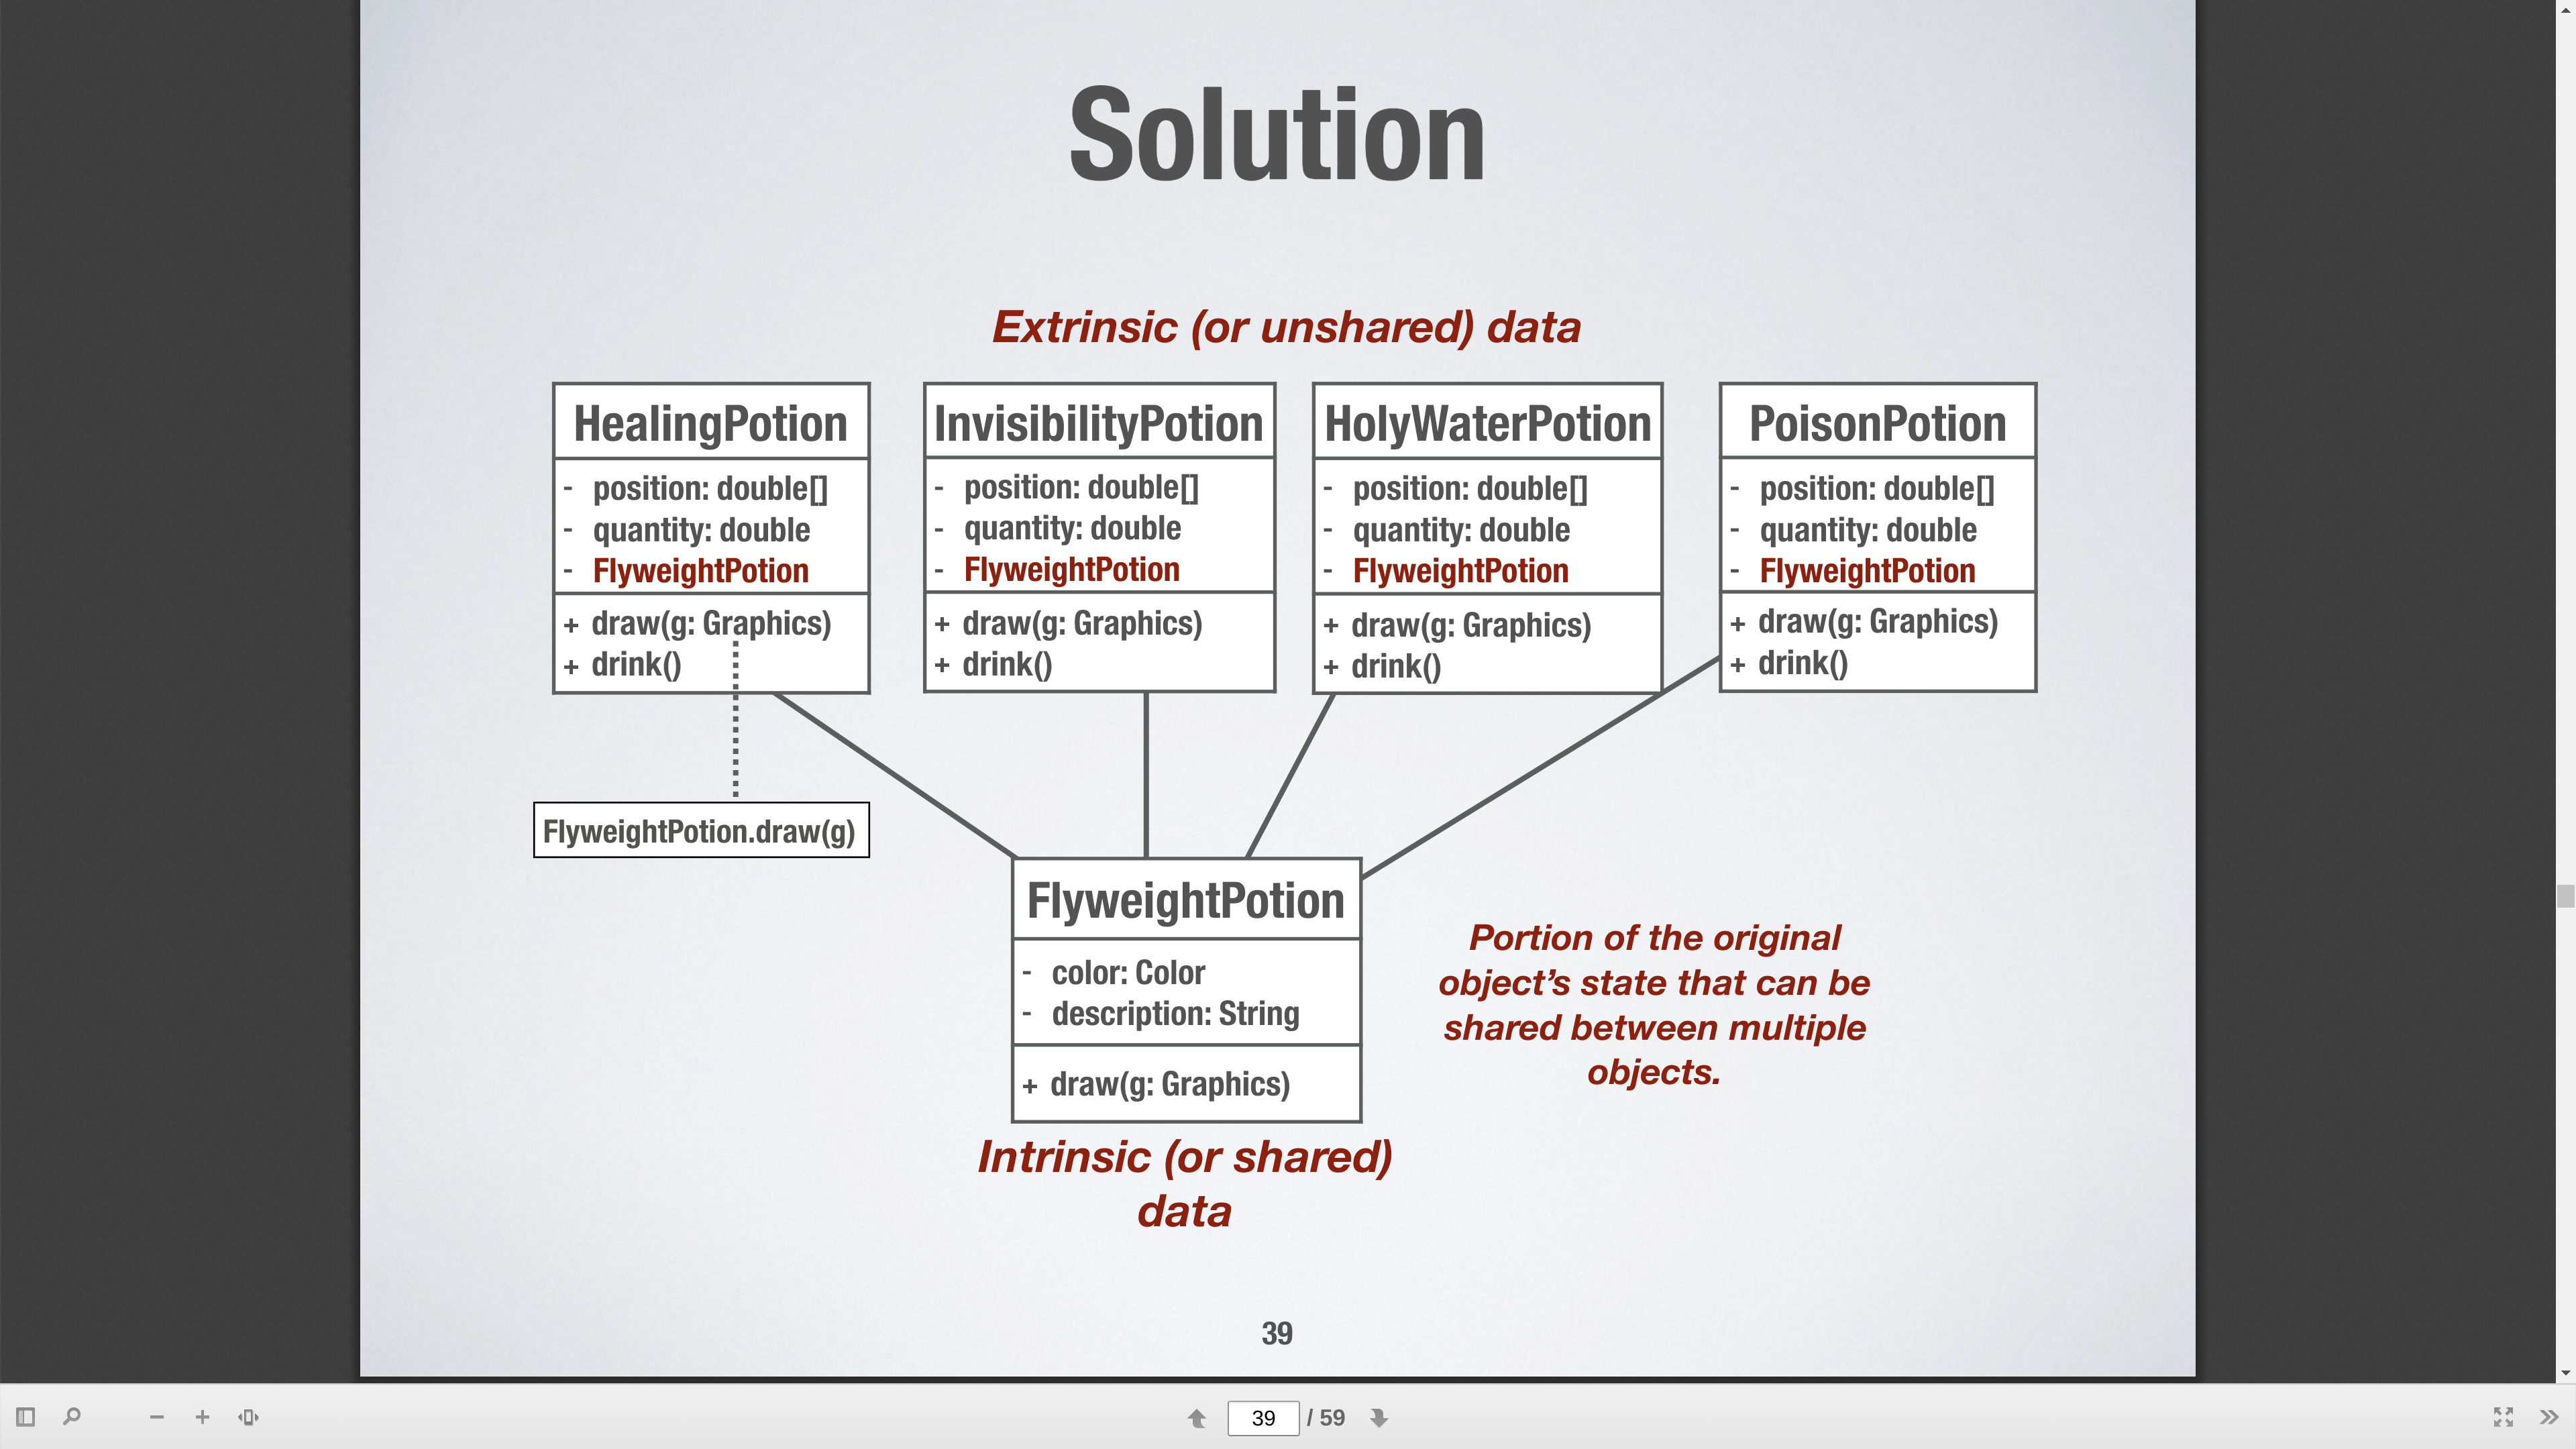 Solution
Extrinsic (or unshared) data
HealingPotion
- position: double[]
- quantity: double
- FlyweightPotion
+ draw(g: Graphics)
+ drink()
InvisibilityPotion
- position: double[]
- quantity: double
- FlyweightPotion
+ draw(g: Graphics)
+ drink()
HolyWaterPotion
- position: double[]
- quantity: double
- FlyweightPotion
+ draw(g: Graphics)
+ drink()
PoisonPotion
- position: double[]
- quantity: double
- FlyweightPotion
+ draw(g: Graphics)
+ drink()
FlyweightPotion.draw(g)
FlyweightPotion
- color: Color
- description: String
+ draw(g: Graphics)
Portion of the original
object’s state that can be
shared between multiple
objects.
Intrinsic (or shared)
data
39
39 / 59